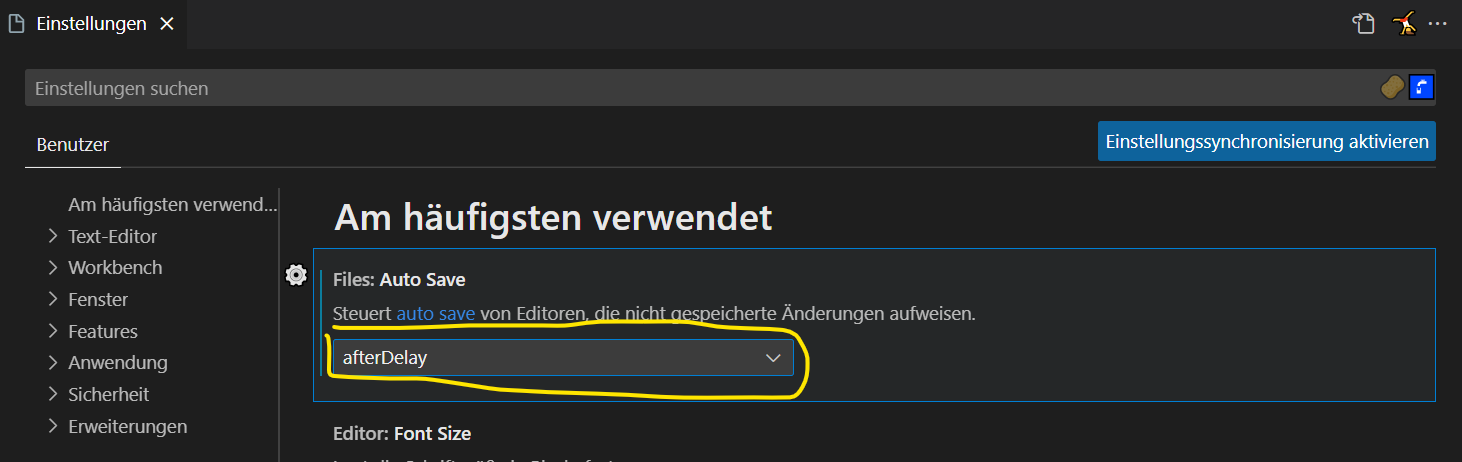 Einstellungen
Einstellungen suchen
Benutzer
Einstellungssynchronisierung aktivieren
Am häufigsten verwend...
Text-Editor
Workbench
Fenster
Features
Anwendung
Sicherheit
Erweiterungen
Am häufigsten verwendet
Files: Auto Save
Steuert auto save von Editoren, die nicht gespeicherte Änderungen aufweisen.
afterDelay
Editor: Font Size